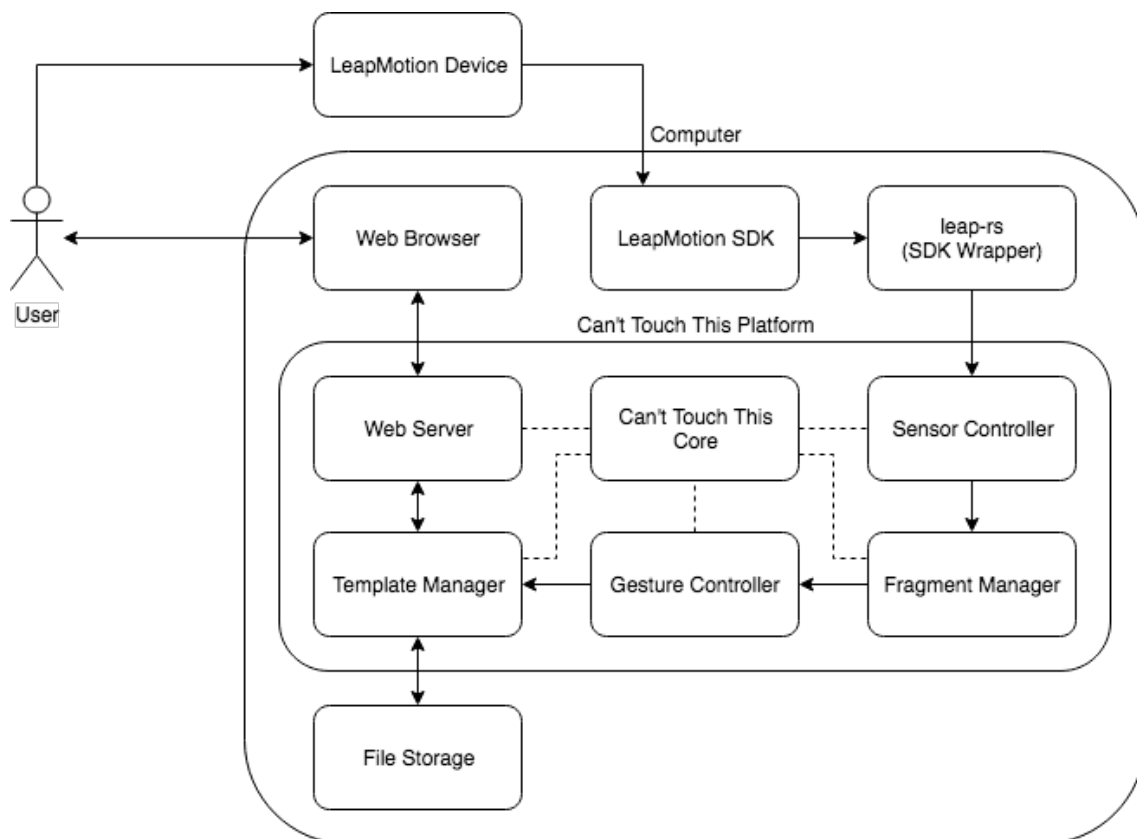 LeapMotion Device
Computer
Web Browser
LeapMotion SDK
leap-rs
(SDK Wrapper)
User
Can't Touch This Platform
Web Server
Can't Touch This
Core
Sensor Controller
Template Manager
Gesture Controller
Fragment Manager
File Storage